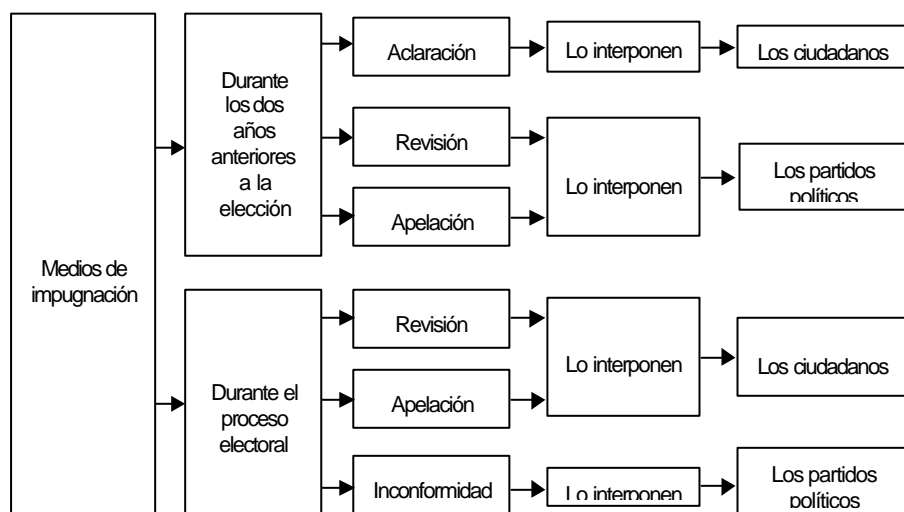 Medios de
impugnación
Durante
los dos
años
anteriores
a la
elección
Aclaración
Lo interponen
Los ciudadanos
Revisión
Apelación
Lo interponen
Los partidos
políticos
Durante el
proceso
electoral
Revisión
Apelación
Lo interponen
Los ciudadanos
Inconformidad
Lo interponen
Los partidos
políticos